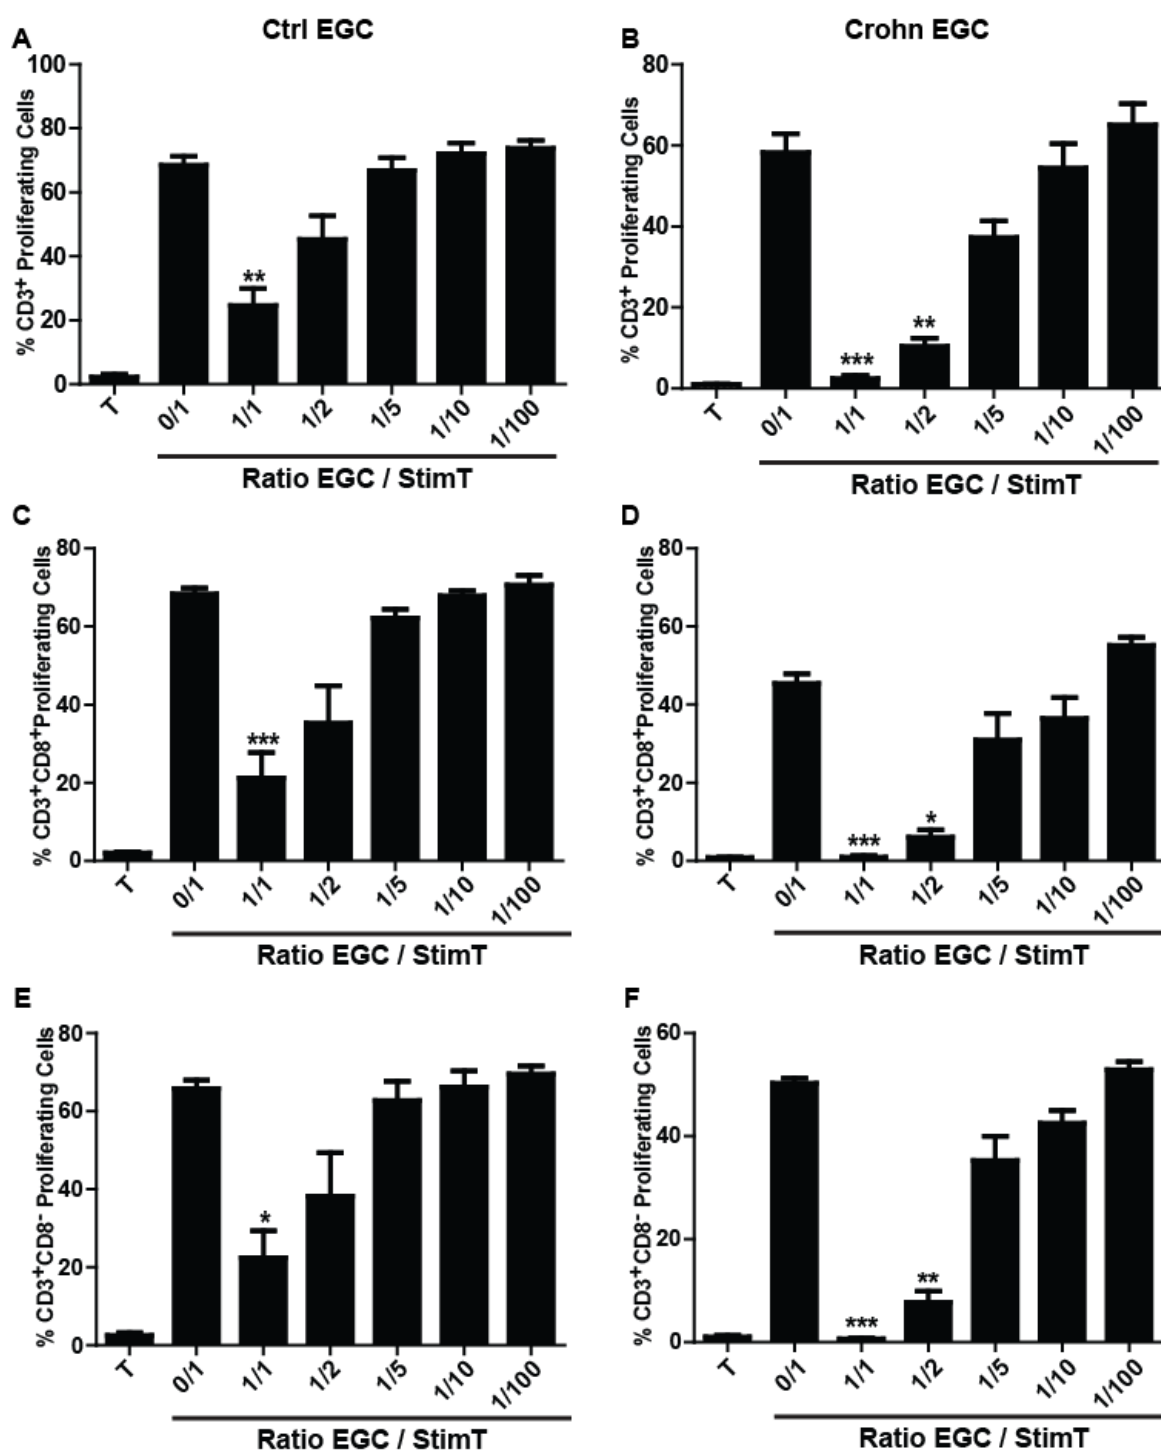 Ctrl EGC
Crohn EGC
A
% CD3+ Proliferating Cells
100
80
60
40
20
0
**
T 0/1 1/1 1/2 1/5 1/10 1/100
Ratio EGC / StimT
B
% CD3+ Proliferating Cells
80
60
40
20
0
***
**
T 0/1 1/1 1/2 1/5 1/10 1/100
Ratio EGC / StimT
C
% CD3+CD8+Proliferating Cells
80
60
40
20
0
***
T 0/1 1/1 1/2 1/5 1/10 1/100
Ratio EGC / StimT
D
% CD3+CD8+Proliferating Cells
80
60
40
20
0
***
*
T 0/1 1/1 1/2 1/5 1/10 1/100
Ratio EGC / StimT
E
% CD3+CD8- Proliferating Cells
80
60
40
20
0
*
T 0/1 1/1 1/2 1/5 1/10 1/100
Ratio EGC / StimT
F
% CD3+CD8- Proliferating Cells
60
40
20
0
***
**
T 0/1 1/1 1/2 1/5 1/10 1/100
Ratio EGC / StimT